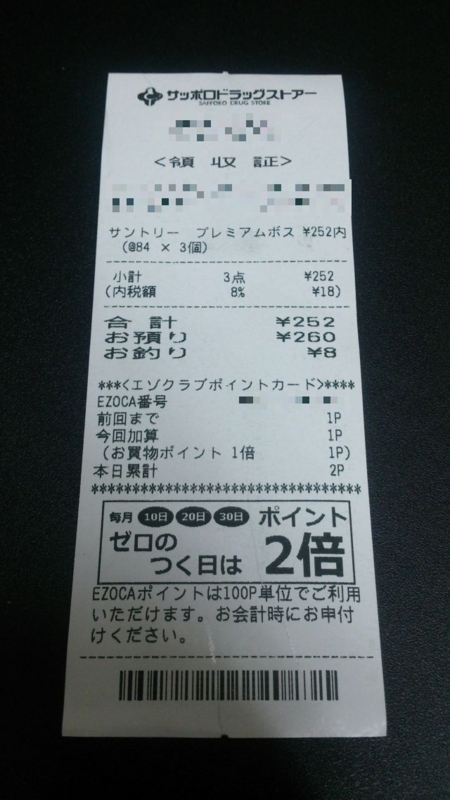 サッポロドラッグストアー
SAPPORO DRUG STORE
<領 収 証>
サントリー プレミアムボス ¥252内
(@84 × 3個)
小計 3点 ¥252
(内税額 8% ¥18)
合 計 ¥252
お預り ¥260
お釣り ¥8
***<エゾクラブポイントカード>****
EZOCA番号
前回まで 1P
今回加算 1P
(お買物ポイント 1倍 1P)
本日累計 2P
**********************************
毎月 10日 20日 30日 ポイント
ゼロの
つく日は 2倍
EZOCAポイントは100P単位でご利用
いただけます。お会計時にお申付
けください。